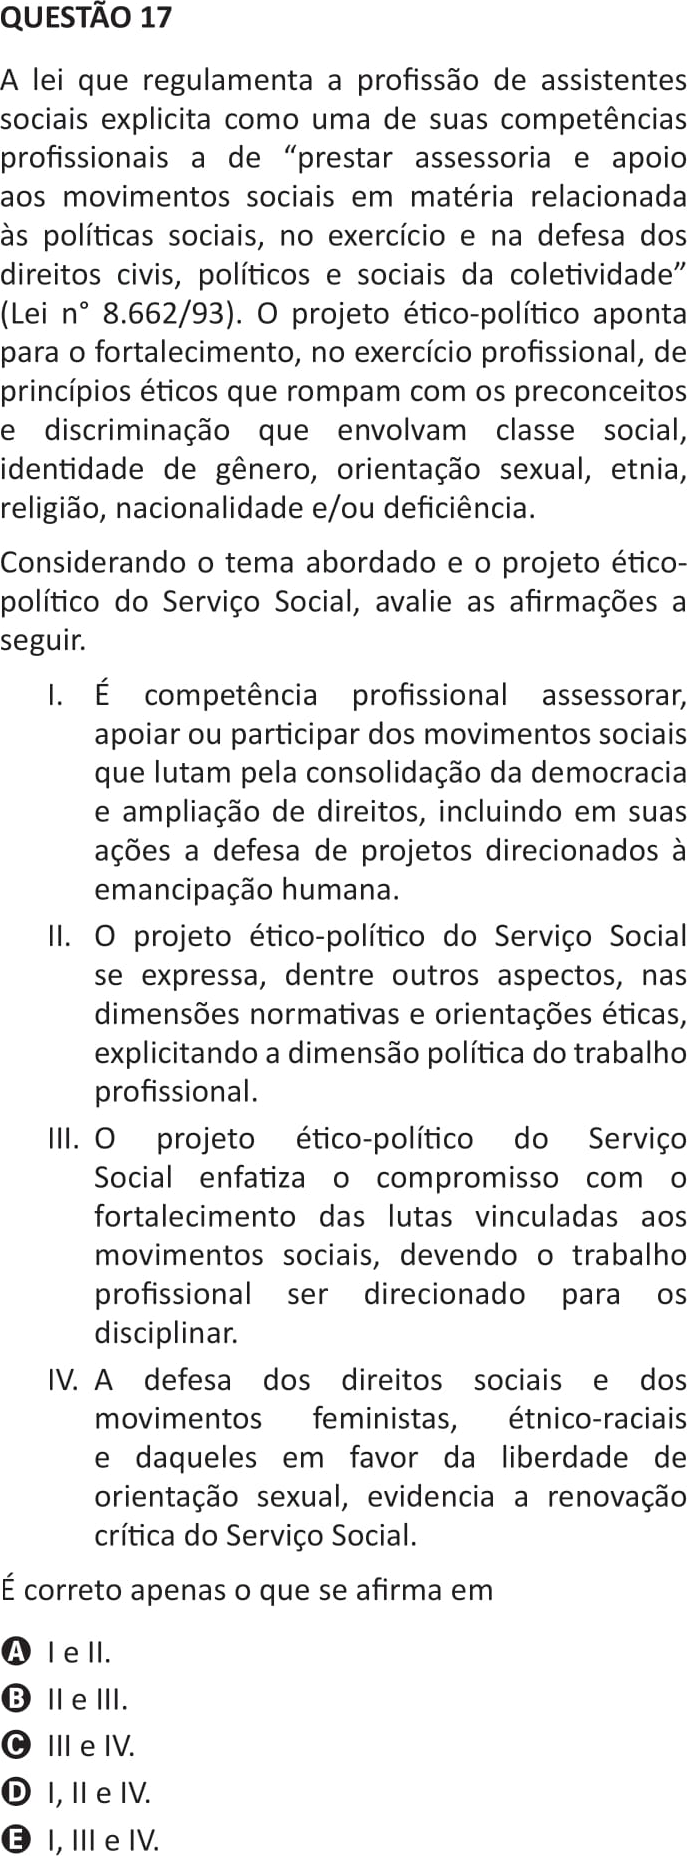 QUESTÃO 17
A lei que regulamenta a profissão de assistentes
sociais explicita como uma de suas competências
profissionais a de “prestar assessoria e apoio
aos movimentos sociais em matéria relacionada
às políticas sociais, no exercício e na defesa dos
direitos civis, políticos e sociais da coletividade”
(Lei n° 8.662/93). O projeto ético-político aponta
para o fortalecimento, no exercício profissional, de
princípios éticos que rompam com os preconceitos
e discriminação que envolvam classe social,
identidade de gênero, orientação sexual, etnia,
religião, nacionalidade e/ou deficiência.
Considerando o tema abordado e o projeto ético-
político do Serviço Social, avalie as afirmações a
seguir.
I. É competência profissional assessorar,
apoiar ou participar dos movimentos sociais
que lutam pela consolidação da democracia
e ampliação de direitos, incluindo em suas
ações a defesa de projetos direcionados à
emancipação humana.
II. O projeto ético-político do Serviço Social
se expressa, dentre outros aspectos, nas
dimensões normativas e orientações éticas,
explicitando a dimensão política do trabalho
profissional.
III. O projeto ético-político do Serviço
Social enfatiza o compromisso com o
fortalecimento das lutas vinculadas aos
movimentos sociais, devendo o trabalho
profissional ser direcionado para os
disciplinar.
IV. A defesa dos direitos sociais e dos
movimentos feministas, étnico-raciais
e daqueles em favor da liberdade de
orientação sexual, evidencia a renovação
crítica do Serviço Social.
É correto apenas o que se afirma em
A I e II.
B II e III.
C III e IV.
D I, II e IV.
E I, III e IV.